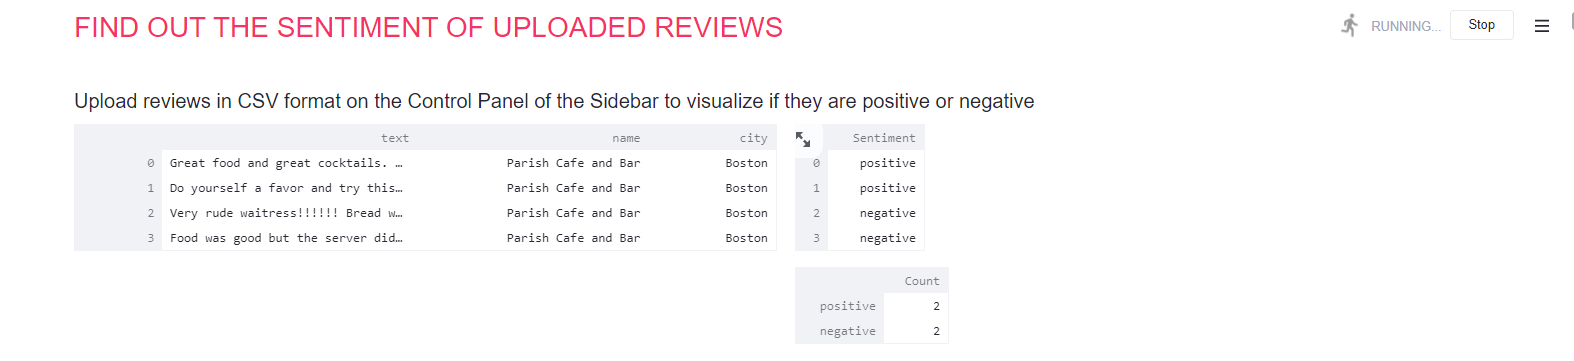 FIND OUT THE SENTIMENT OF UPLOADED REVIEWS
RUNNING...
Stop
Upload reviews in CSV format on the Control Panel of the Sidebar to visualize if they are positive or negative
text name city
0 Great food and great cocktails. … Parish Cafe and Bar Boston
1 Do yourself a favor and try this… Parish Cafe and Bar Boston
2 Very rude waitress!!!!!! Bread w… Parish Cafe and Bar Boston
3 Food was good but the server did… Parish Cafe and Bar Boston
Sentiment
0 positive
1 positive
2 negative
3 negative
Count
positive 2
negative 2